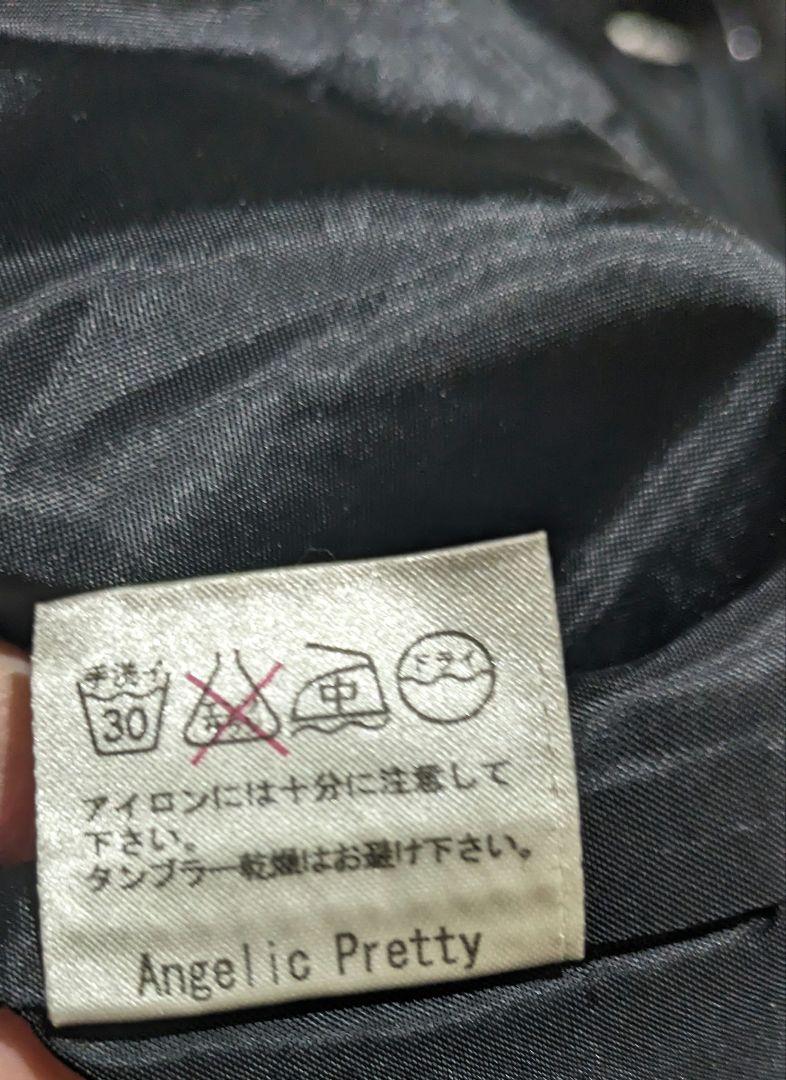 手洗イ 30 中 ドライ
アイロンには十分に注意して
下さい。
タンブラー乾燥はお避け下さい。
Angelic Pretty